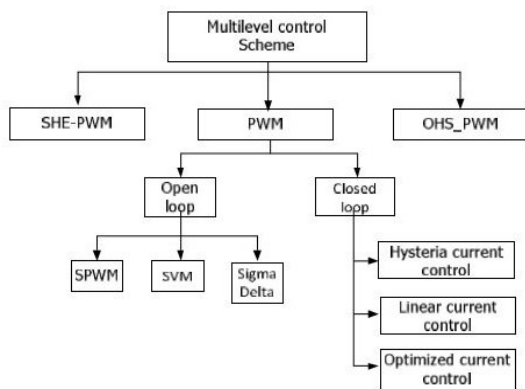 Multilevel control
Scheme
SHE-PWM
PWM
OHS_PWM
Open
loop
Closed
loop
SPWM
SVM
Sigma
Delta
Hysteria current
control
Linear current
control
Optimized current
control